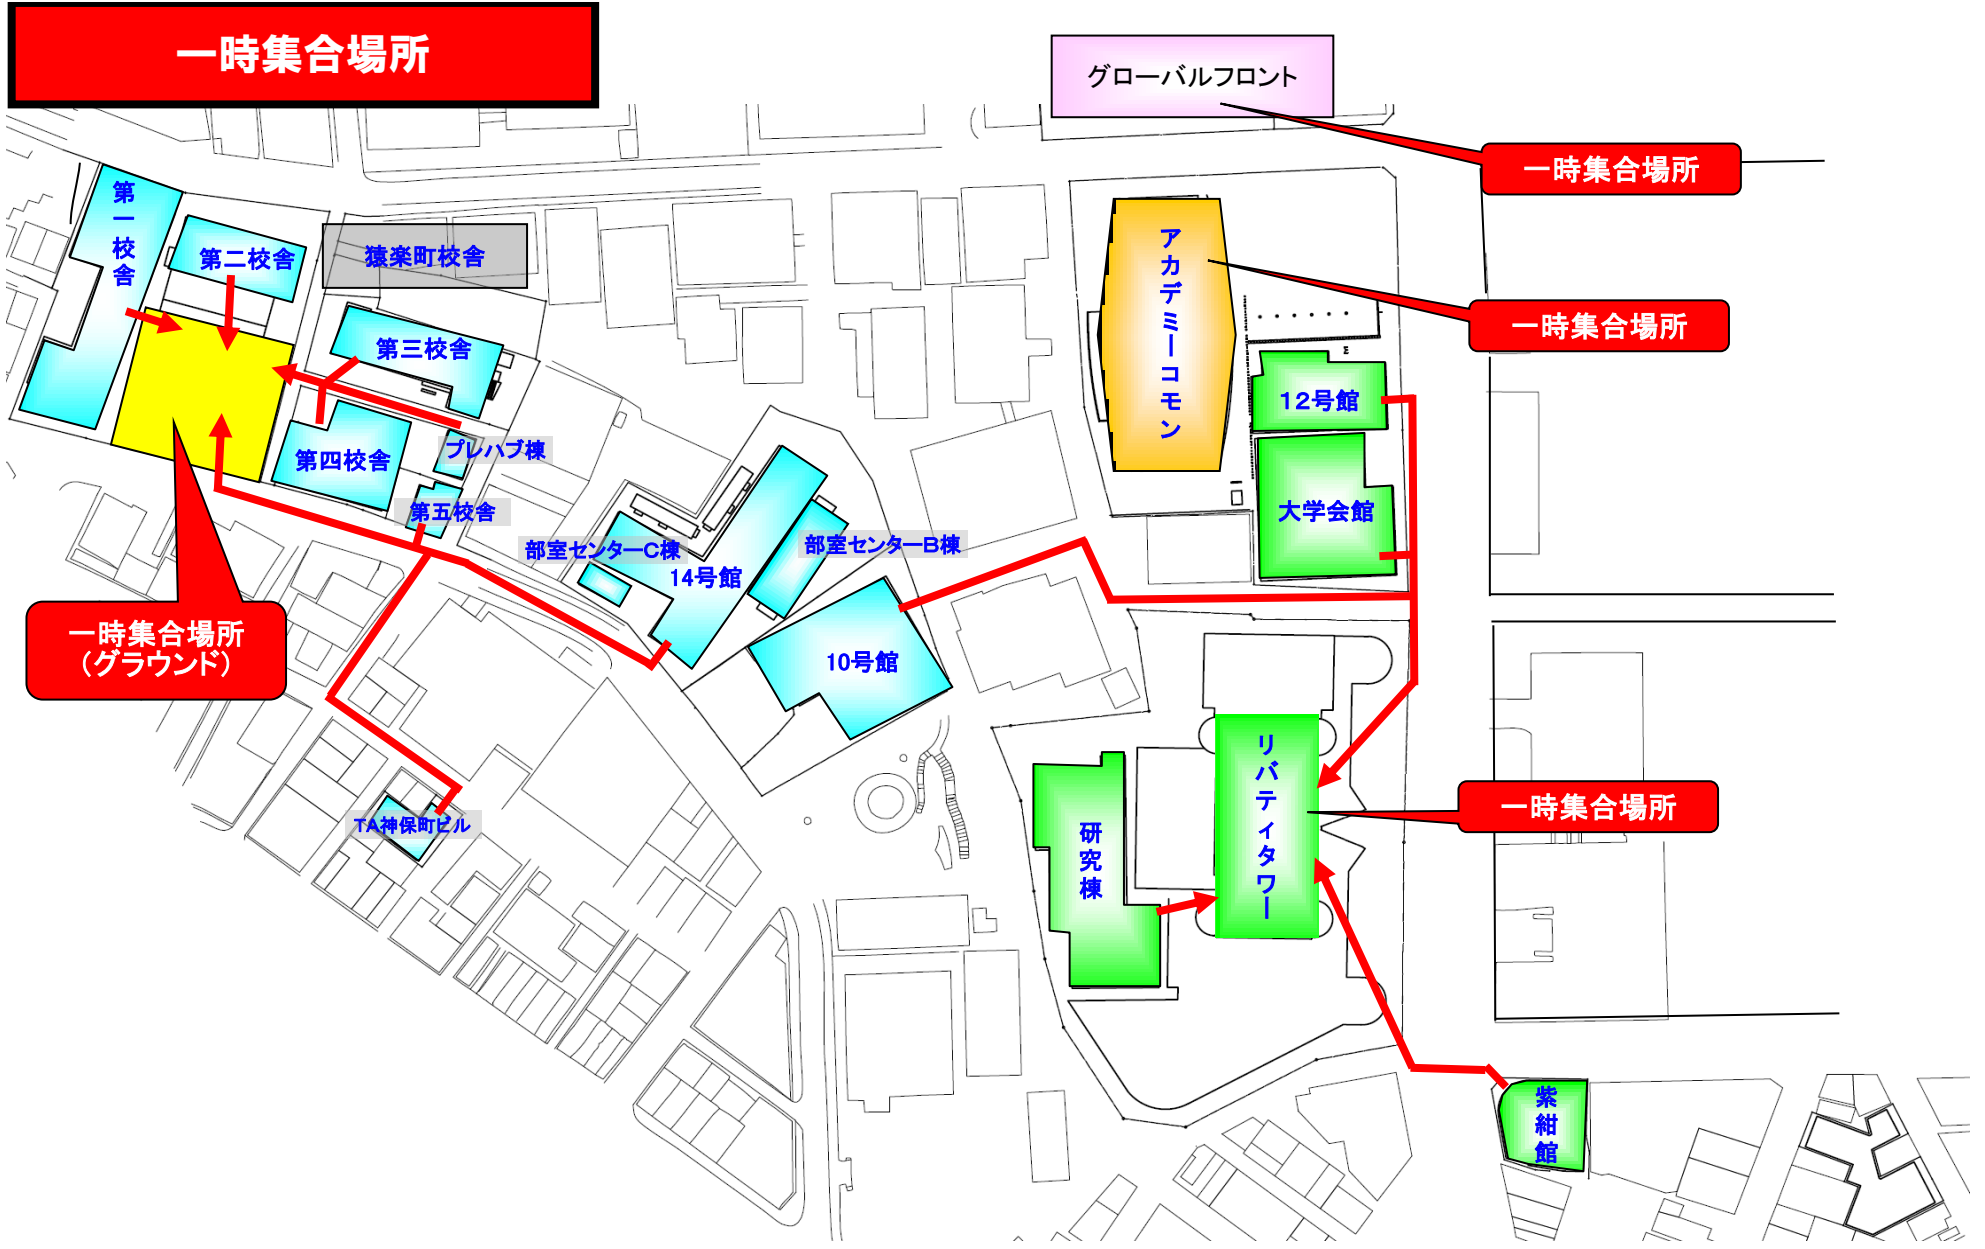 一時集合場所
グローバルフロント
一時集合場所
第一校舎
第二校舎
猿楽町校舎
アカデミーコモン
一時集合場所
第三校舎
12号館
第四校舎
プレハブ棟
第五校舎
大学会館
部室センターC棟
部室センターB棟
14号館
一時集合場所
(グラウンド)
10号館
リバティタワー
一時集合場所
TA神保町ビル
研究棟
紫紺館